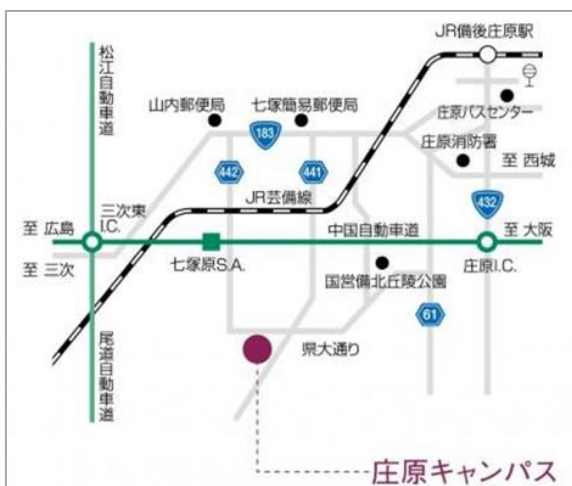 JR備後庄原駅
松江自動車道
山内郵便局
七塚簡易郵便局
庄原バスセンター
183
庄原消防署
至 西城
442
441
JR芸備線
432
至 広島
三次東
I.C.
中国自動車道
至 大阪
至 三次
七塚原S.A.
国営備北丘陵公園
庄原I.C.
61
尾道自動車道
県大通り
庄原キャンパス